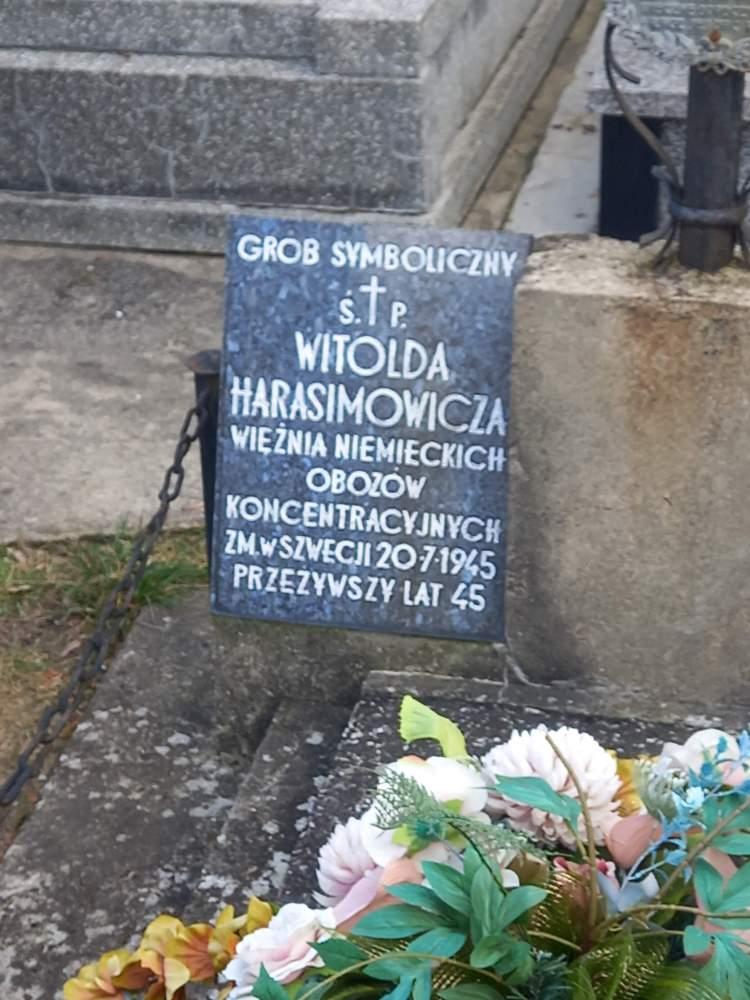 GROB SYMBOLICZNY
Ś. P.
WITOLDA
HARASIMOWICZA
WIĘŹNIA NIEMIECKICH
OBOZÓW
KONCENTRACYJNYCH
ZM. W SZWECJI 20·7·1945
PRZEŻYWSZY LAT 45